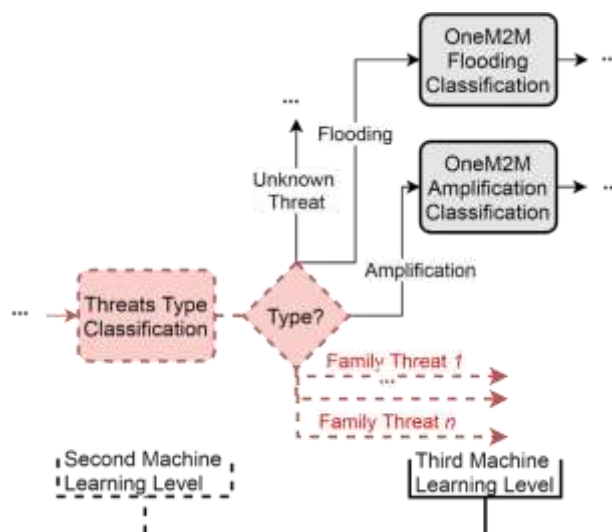 OneM2M
Flooding
Classification
...
...
Flooding
Unknown
Threat
OneM2M
Amplification
Classification
...
Amplification
...
Threats Type
Classification
Type?
Family Threat 1
...
Family Threat n
Second Machine
Learning Level
Third Machine
Learning Level